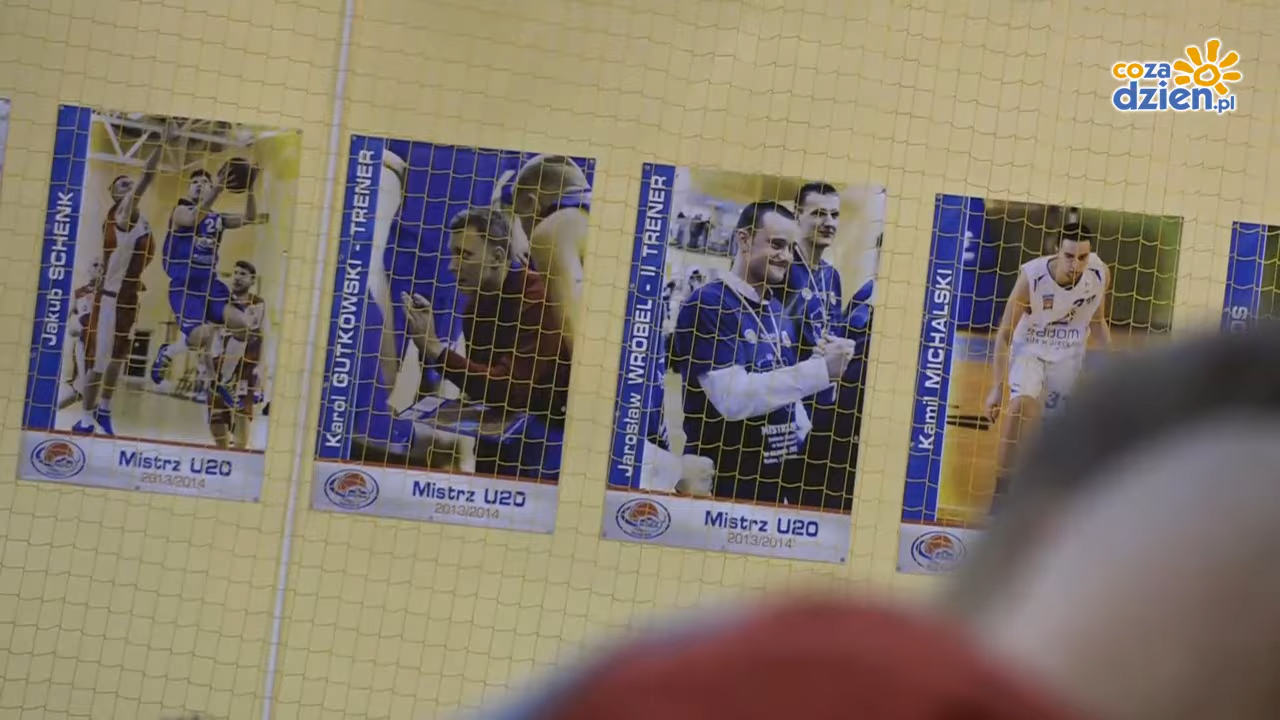 coza
dzien.pl
Jakub SCHENK
Mistrz U20
2013/2014
Karol GUTKOWSKI - TRENER
Mistrz U20
2013/2014
Jarosław WRÓBEL - II TRENER
MISTRZ
Mistrz U20
2013/2014
Kamil MICHALSKI